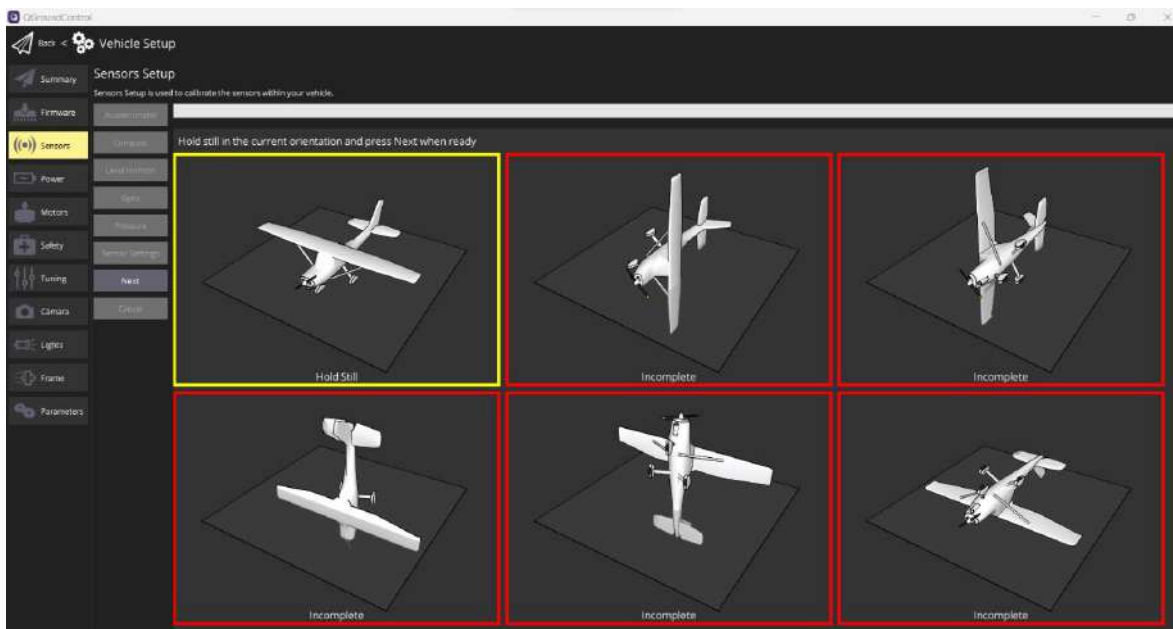 QGroundControl
Back < Vehicle Setup
Summary
Firmware
Sensors
Power
Motors
Safety
Tuning
Câmara
Lights
Frame
Parameters
Sensors Setup
Sensors Setup is used to calibrate the sensors within your vehicle.
Accelerometer
Compass
Level Horizon
Gyro
Pressure
Sensor Settings
Next
Cancel
Hold still in the current orientation and press Next when ready
Hold Still
Incomplete
Incomplete
Incomplete
Incomplete
Incomplete